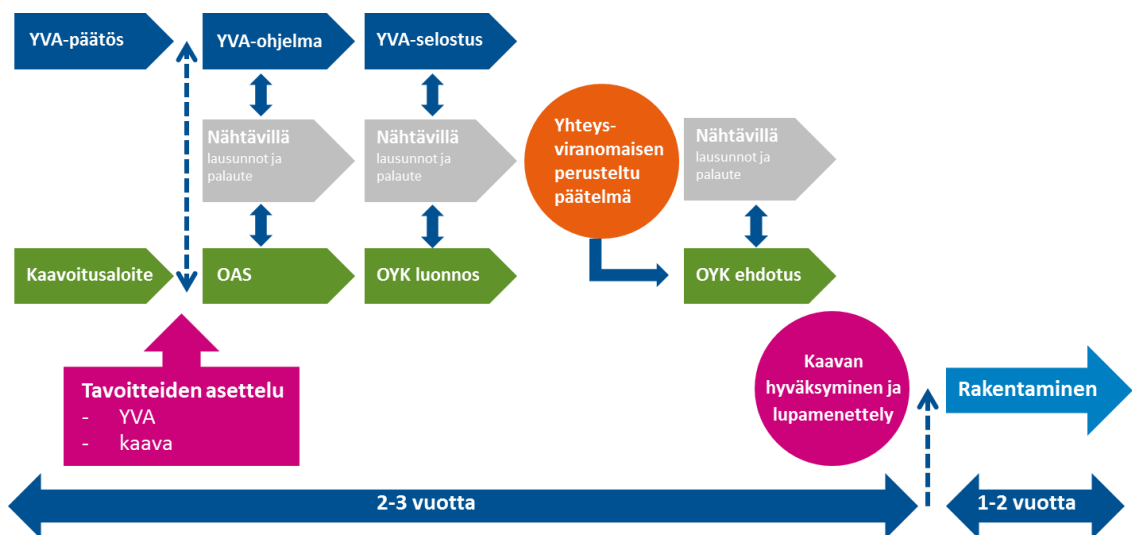 YVA-päätös
YVA-ohjelma
YVA-selostus
Nähtävillä
lausunnot ja
palaute
Nähtävillä
lausunnot ja
palaute
Yhteys-
viranomaisen
perusteltu
päätelmä
Nähtävillä
lausunnot ja
palaute
Kaavoitusaloite
OAS
OYK luonnos
OYK ehdotus
Tavoitteiden asettelu
- YVA
- kaava
Kaavan
hyväksyminen ja
lupamenettely
Rakentaminen
2-3 vuotta
1-2 vuotta